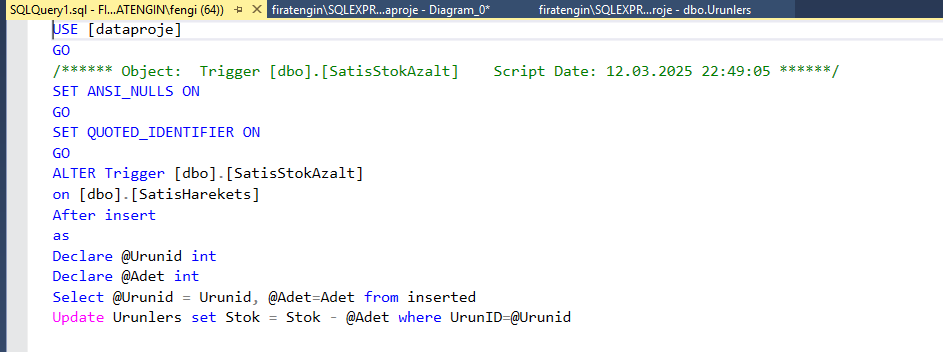 SQLQuery1.sql - FI...ATENGIN\fengi (64)) firatengin\SQLEXPR...aproje - Diagram_0* firatengin\SQLEXPR...roje - dbo.Urunlers
USE [dataproje]
GO
/****** Object:  Trigger [dbo].[SatisStokAzalt]    Script Date: 12.03.2025 22:49:05 ******/
SET ANSI_NULLS ON
GO
SET QUOTED_IDENTIFIER ON
GO
ALTER Trigger [dbo].[SatisStokAzalt]
on [dbo].[SatisHarekets]
After insert
as
Declare @Urunid int
Declare @Adet int
Select @Urunid = Urunid, @Adet=Adet from inserted
Update Urunlers set Stok = Stok - @Adet where UrunID=@Urunid